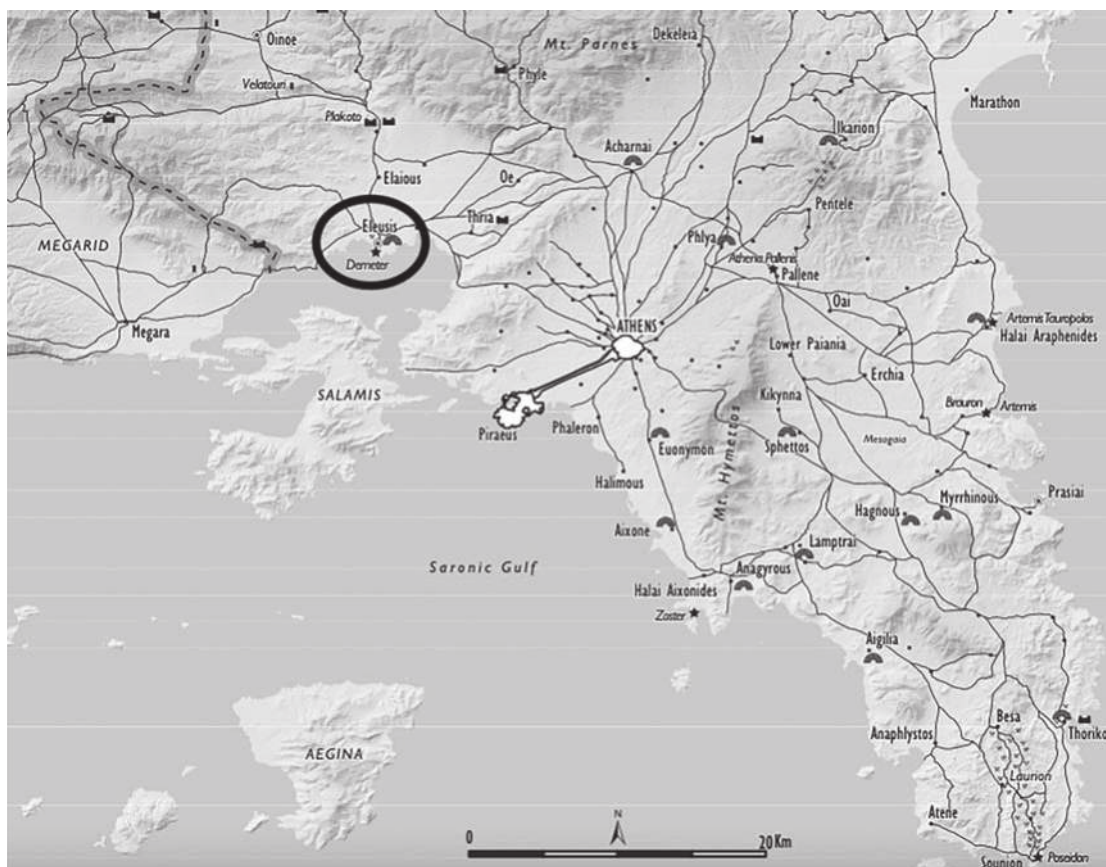 Oinoe
Mt. Parnes
Dekeleia
Phyle
Velatouri
Marathon
Plakoto
Ikarion
Acharnai
Elaious
Oe
Pentele
Thria
Eleusis
Phlya
MEGARID
Athena Pallenis
Demeter
Pallene
Oai
Artemis Tauropolos
Megara
ATHENS
Halai Araphenides
Lower Paiania
Erchia
SALAMIS
Kikynna
Brouron
Artemis
Piraeus
Phaleron
Mesogaia
Euonymon
Sphettos
Mt. Hymettos
Halimous
Prasiai
Hagnous
Myrrhinous
Aixone
Lamptrai
Saronic Gulf
Anagyrous
Halai Aixonides
Zoster
Aigilia
Besa
Anaphlystos
Thoriko
AEGINA
Laurion
Atene
N
0
20 Km
Sounion
Poseidon